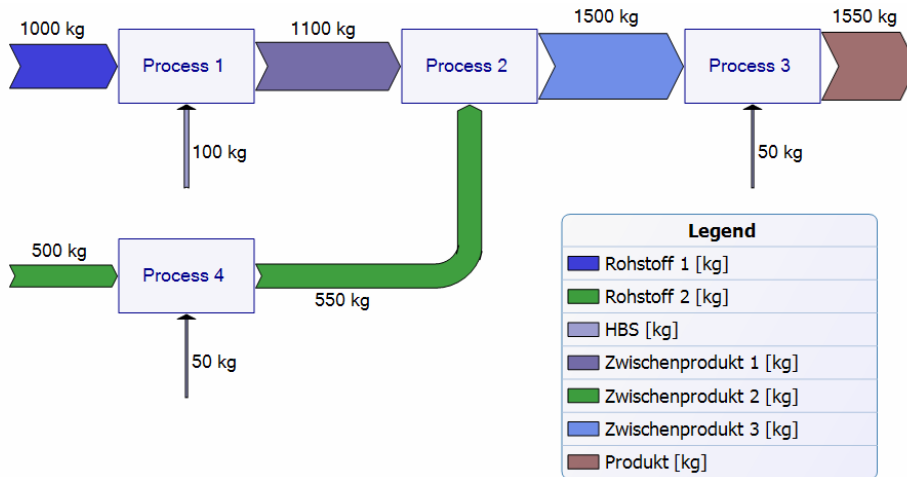 1000 kg
1100 kg
1500 kg
1550 kg
Process 1
Process 2
Process 3
100 kg
50 kg
500 kg
Process 4
550 kg
50 kg
Legend
Rohstoff 1 [kg]
Rohstoff 2 [kg]
HBS [kg]
Zwischenprodukt 1 [kg]
Zwischenprodukt 2 [kg]
Zwischenprodukt 3 [kg]
Produkt [kg]